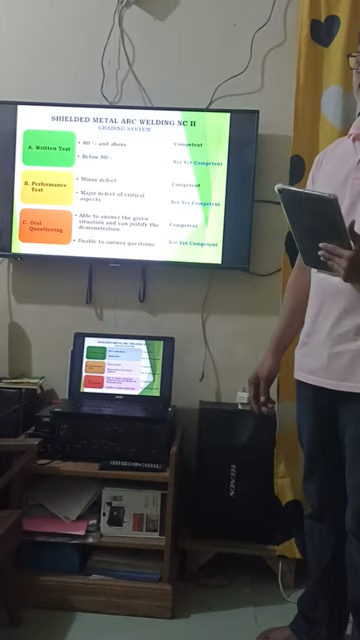 SHIELDED METAL ARC WELDING NC II
GRADING SYSTEM
A. Written Test
• 80 % and above Competent
• Below 80% Not Yet Competent
B. Performance Test
• Minor defect Competent
• Major defect of critical aspects Not Yet Competent
C. Oral Questioning
• Able to answer the given situation and can justify the demonstration Competent
• Unable to answer questions Not Yet Competent